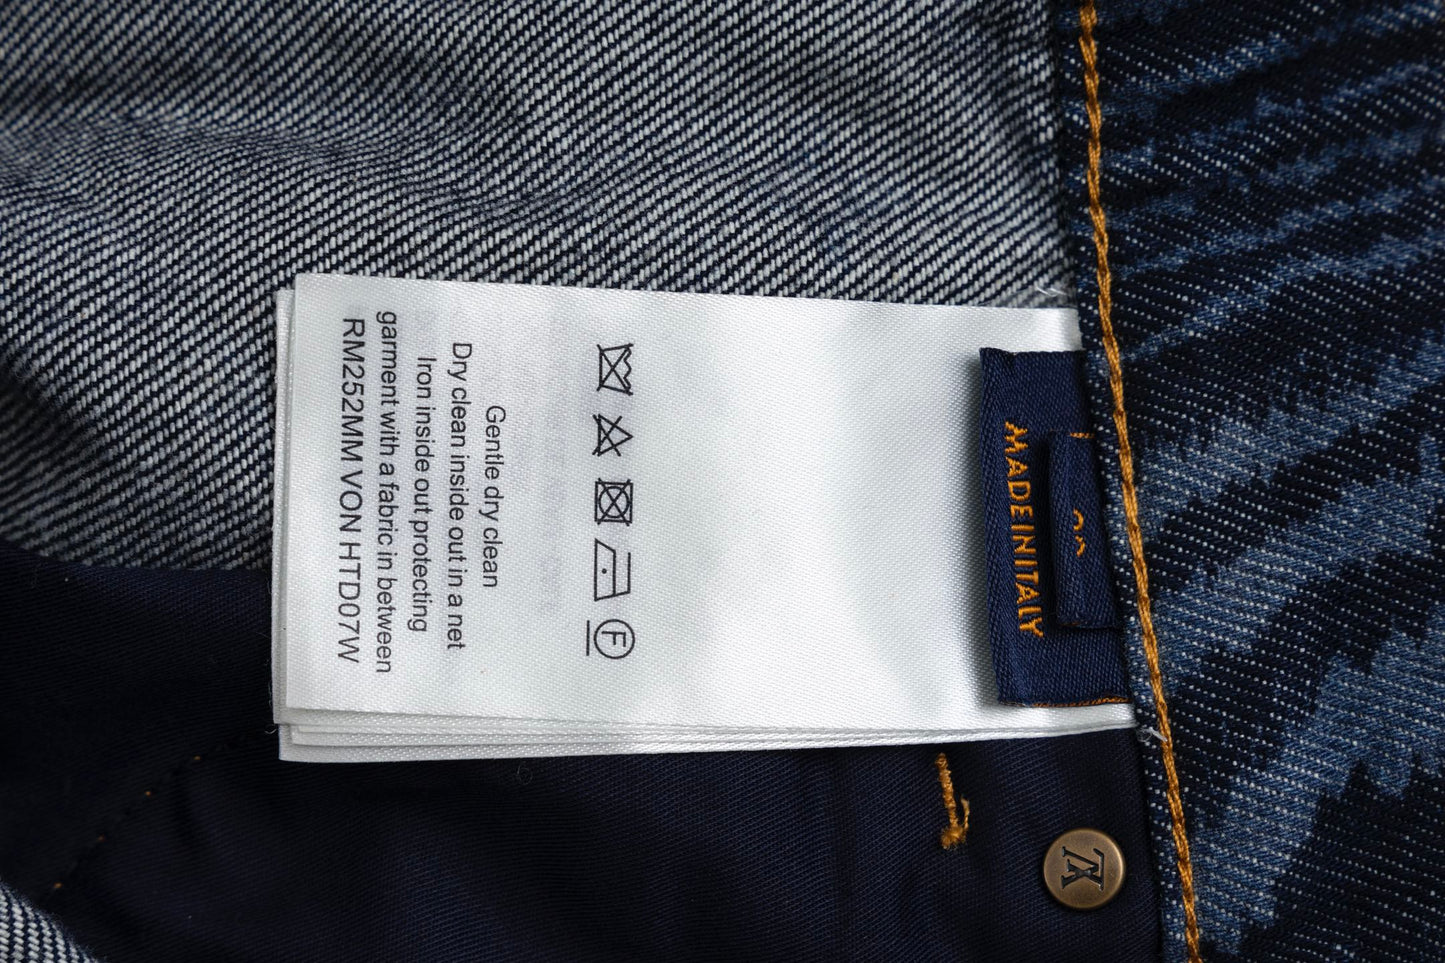 Gentle dry clean
Dry clean inside out in a net
Iron inside out protecting
garment with a fabric in between
RM252MM VON HTD07W
F
MADE IN ITALY
LV